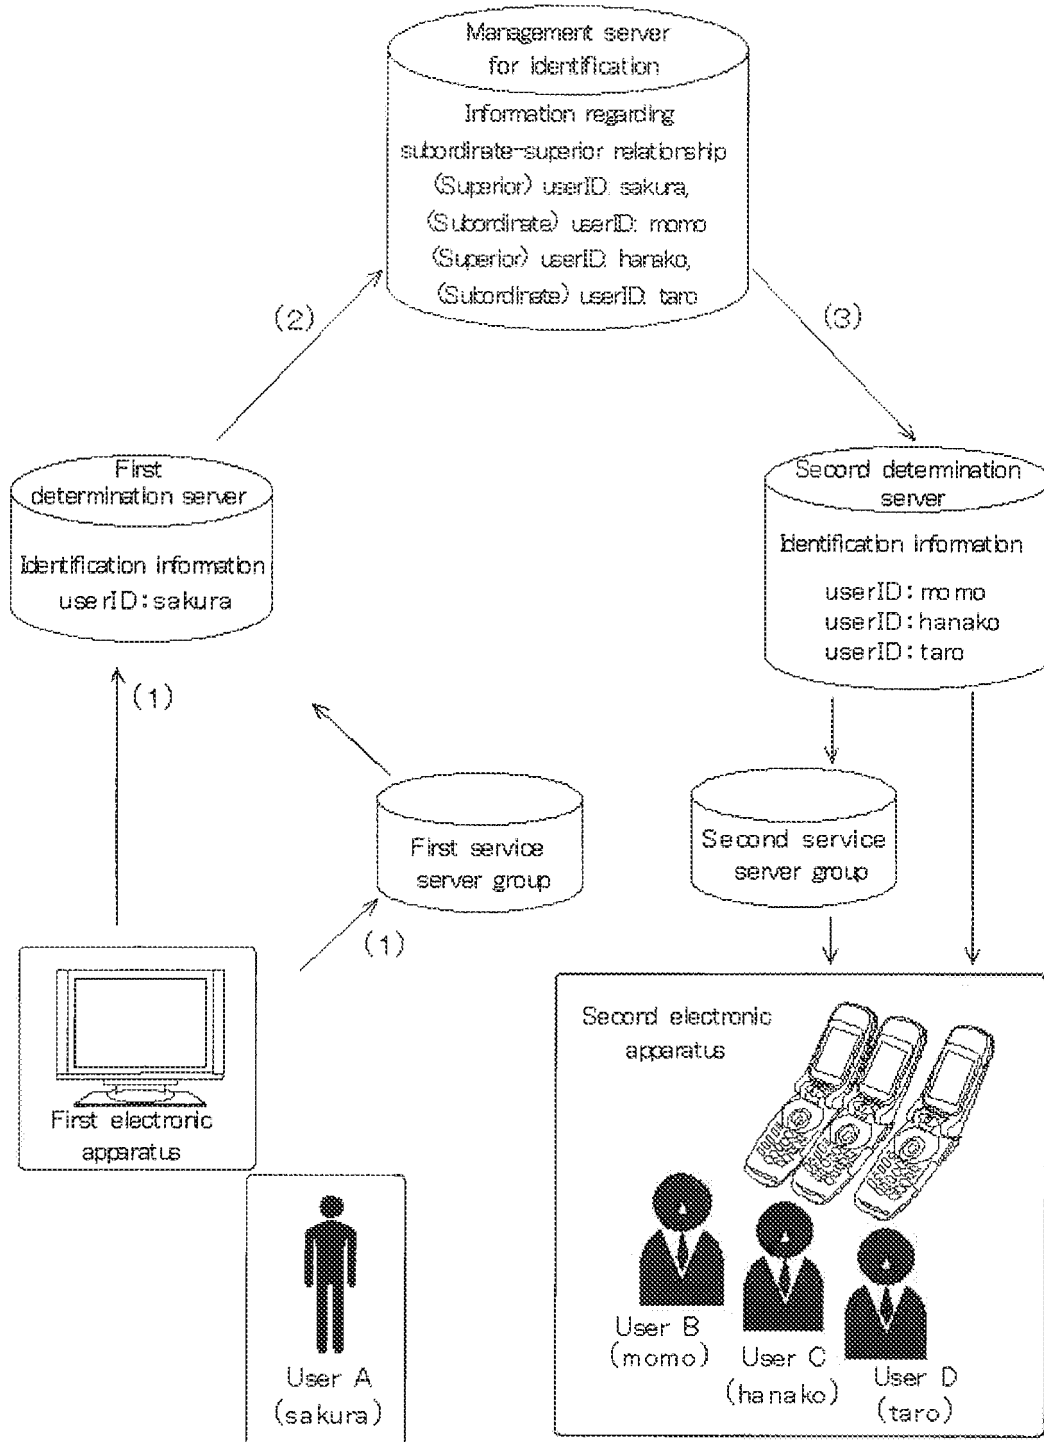 Management server
for identification
Information regarding
subordinate-superior relationship
(Superior) userID: sakura,
(Subordinate) userID: momo
(Superior) userID: hanako,
(Subordinate) userID: taro
(2)
(3)
First
determination server
Identification information
userID:sakura
Second determination
server
Identification information
userID:momo
userID:hanako
userID:taro
(1)
First service
server group
Second service
server group
(1)
First electronic
apparatus
Second electronic
apparatus
User A
(sakura)
User B
(momo)
User C
(hanako)
User D
(taro)